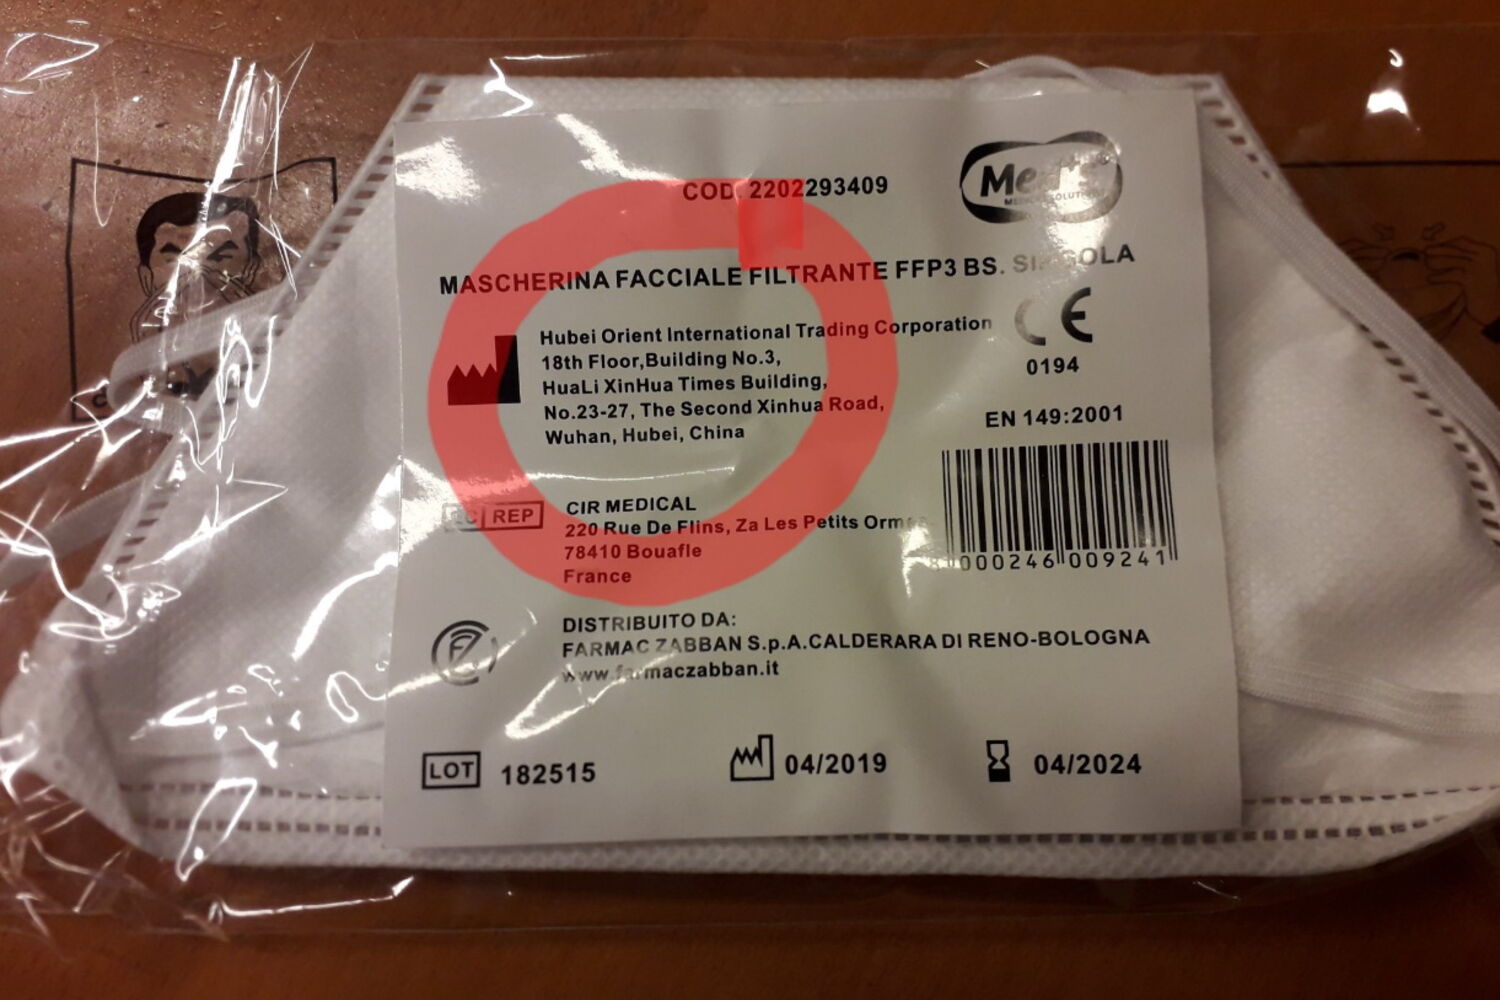 COD. 2202293409
MASCHERINA FACCIALE FILTRANTE FFP3 BS.
Hubei Orient International Trading Corporation
18th Floor,Building No.3,
HuaLi XinHua Times Building,
No.23-27, The Second Xinhua Road,
Wuhan, Hubei, China
CE
0194
EN 149:2001
REP
CIR MEDICAL
220 Rue De Flins, Za Les Petits
78410 Bouafle
France
000246 009241
DISTRIBUITO DA:
FARMAC ZABBAN S.p.A.CALDERARA DI RENO-BOLOGNA
www.farmaczabban.it
LOT 182515
04/2019
04/2024